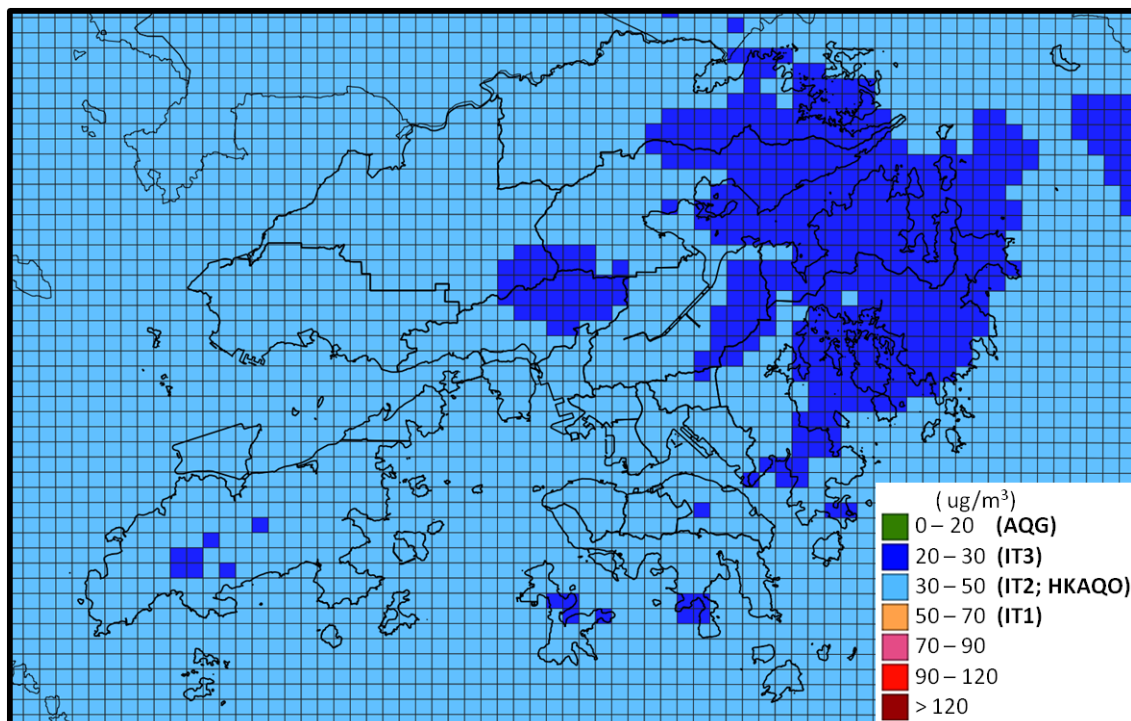 ( ug/m³)
0 – 20 (AQG)
20 – 30 (IT3)
30 – 50 (IT2; HKAQO)
50 – 70 (IT1)
70 – 90
90 – 120
> 120